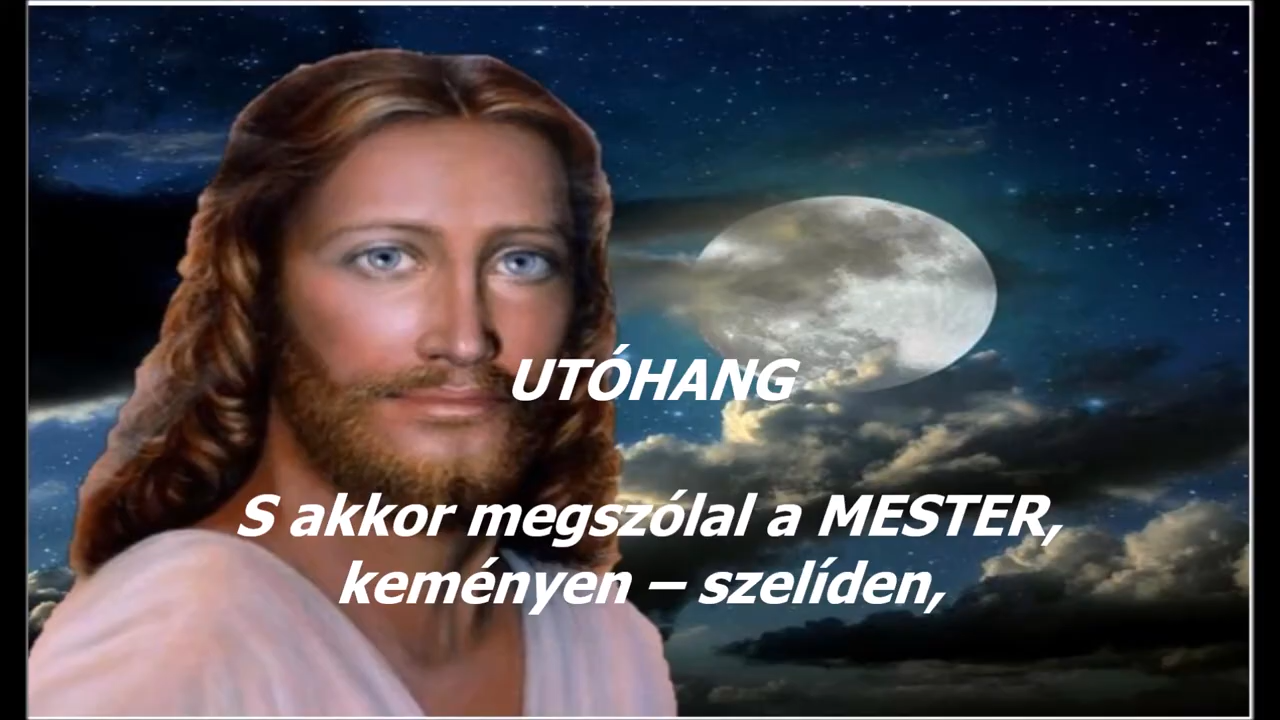 UTÓHANG
S akkor megszólal a MESTER,
keményen – szelíden,